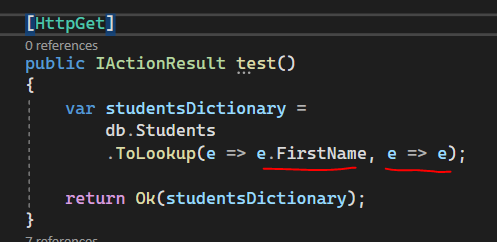 [HttpGet]
0 references
public IActionResult test()
{
var studentsDictionary =
db.Students
.ToLookup(e => e.FirstName, e => e);
return Ok(studentsDictionary);
}
7 references